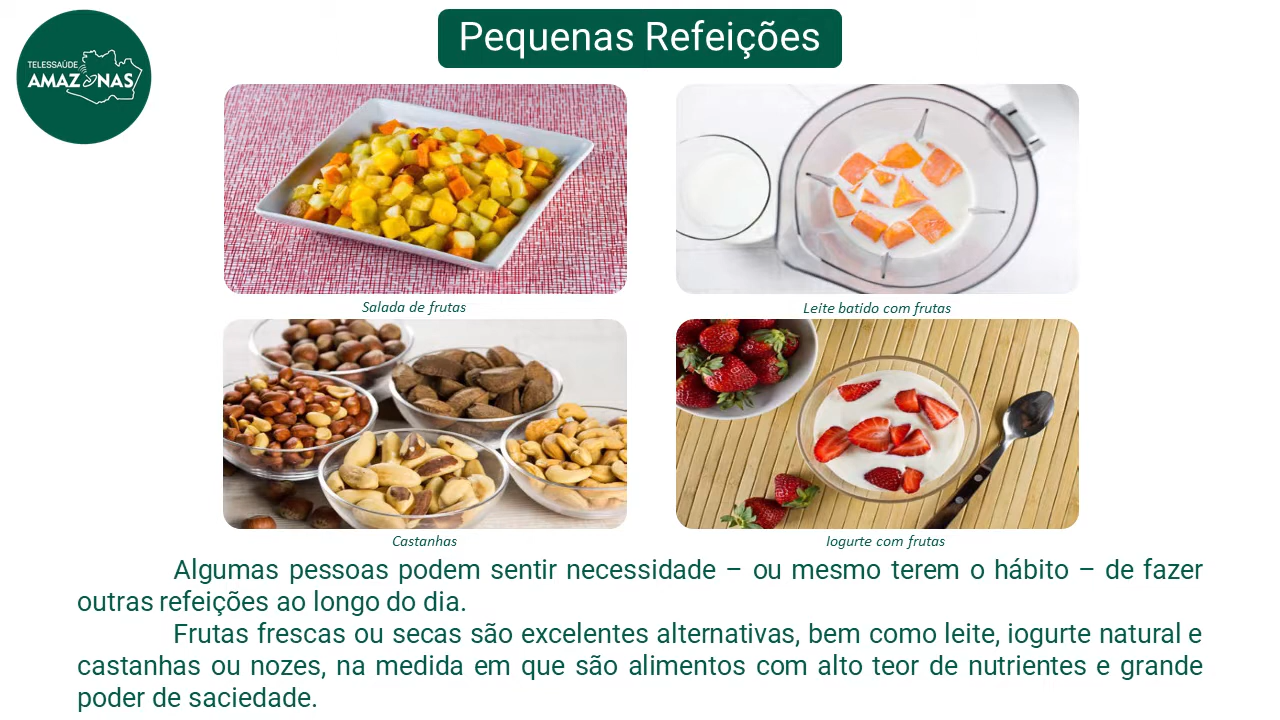 TELESSAÚDE
AMAZONAS
Pequenas Refeições
Salada de frutas
Leite batido com frutas
Castanhas
Iogurte com frutas
Algumas pessoas podem sentir necessidade – ou mesmo terem o hábito – de fazer
outras refeições ao longo do dia.
Frutas frescas ou secas são excelentes alternativas, bem como leite, iogurte natural e
castanhas ou nozes, na medida em que são alimentos com alto teor de nutrientes e grande
poder de saciedade.